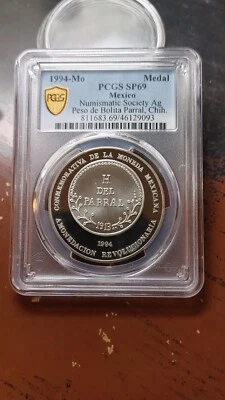 1994-Mo Medal
PCGS SP69
Mexico
Numismatic Society Ag
Peso de Bolita Parral, Chih.
811683.69/46129093
PCGS
CONMEMORATIVA DE LA MONEDA MEXICANA
H
DEL
PARRAL
1913
1994
AMONEDACION REVOLUCIONARIA